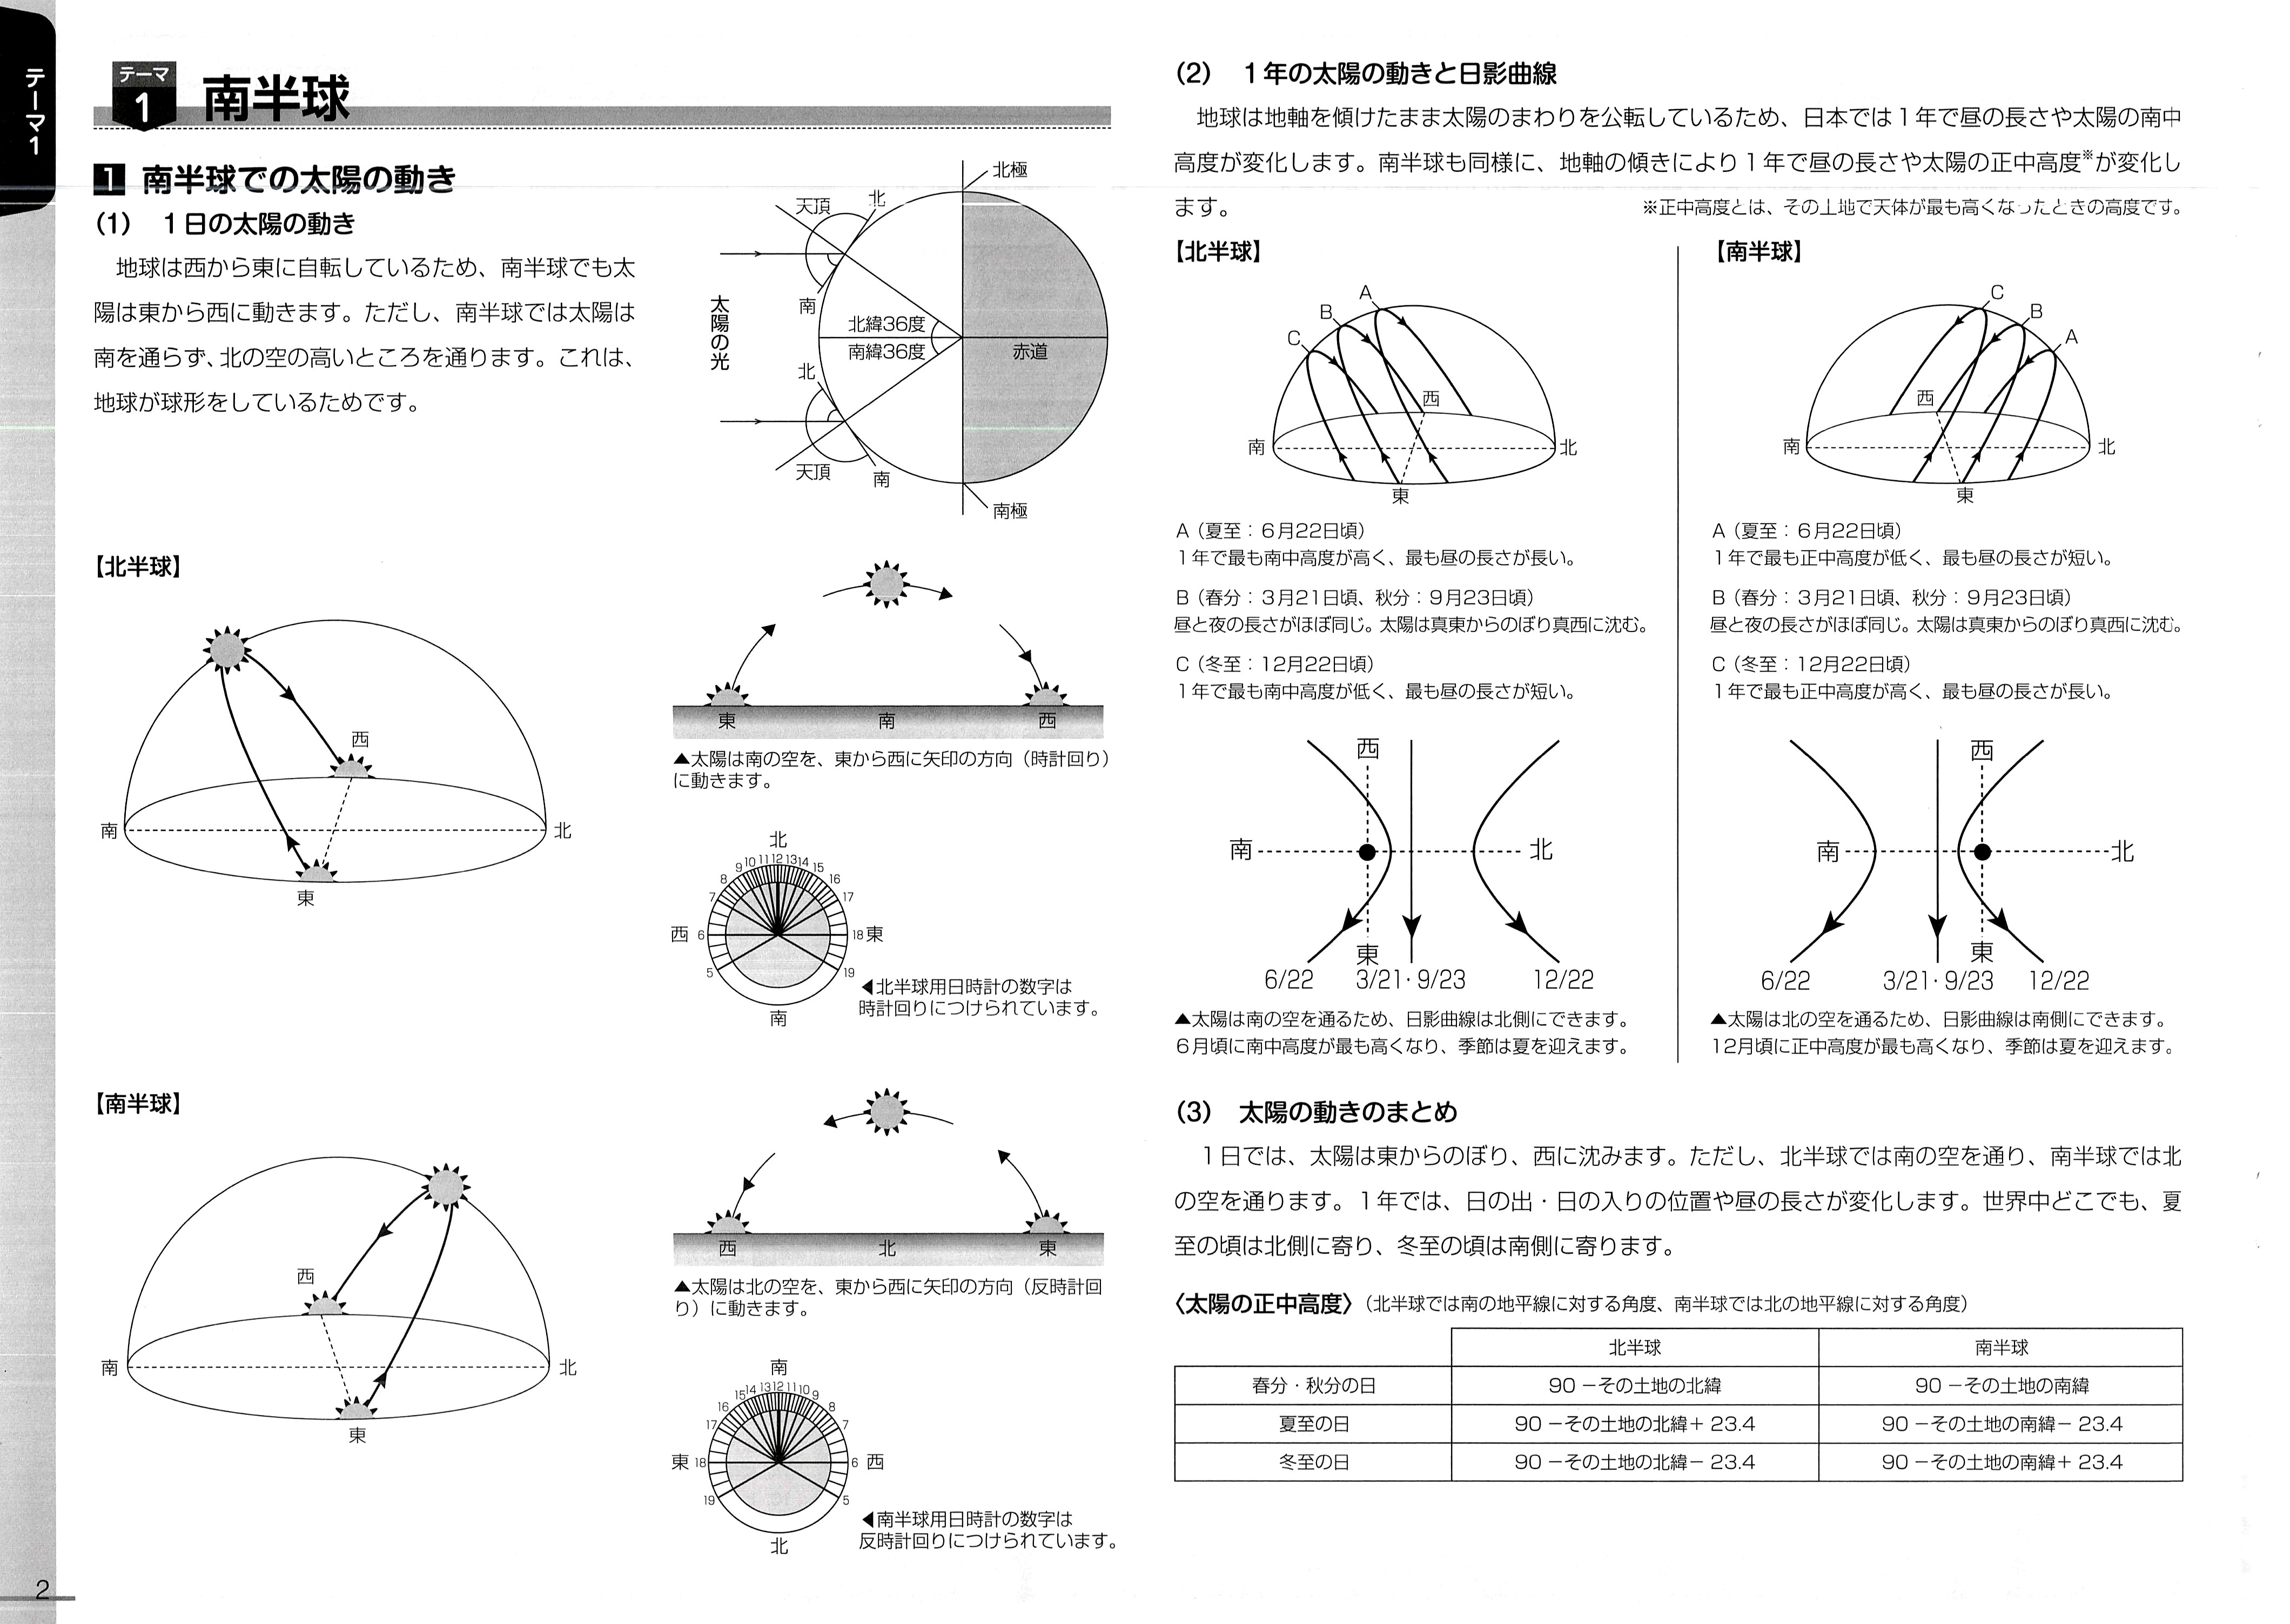 テーマ1
テーマ
1
南半球
1 南半球での太陽の動き
(1) 1日の太陽の動き
地球は西から東に自転しているため、南半球でも太
陽は東から西に動きます。ただし、南半球では太陽は
南を通らず、北の空の高いところを通ります。これは、
地球が球形をしているためです。
北極
天頂
北
南
太陽の光
北緯36度
南緯36度
赤道
北
天頂
南
南極
【北半球】
西
南
北
東
東 南 西
▲太陽は南の空を、東から西に矢印の方向（時計回り）
に動きます。
北
5 6 7 8 9 10 11 12 13 14 15 16 17 18 19
西
東
南
◀北半球用日時計の数字は
時計回りにつけられています。
【南半球】
西
南
北
東
西 北 東
▲太陽は北の空を、東から西に矢印の方向（反時計回
り）に動きます。
南
19 18 17 16 15 14 13 12 11 10 9 8 7 6 5
東
西
北
◀南半球用日時計の数字は
反時計回りにつけられています。
2
(2) 1年の太陽の動きと日影曲線
地球は地軸を傾けたまま太陽のまわりを公転しているため、日本では1年で昼の長さや太陽の南中
高度が変化します。南半球も同様に、地軸の傾きにより1年で昼の長さや太陽の正中高度※が変化し
ます。
※正中高度とは、その土地で天体が最も高くなったときの高度です。
【北半球】
A
B
C
西
南
北
東
A（夏至：6月22日頃）
1年で最も南中高度が高く、最も昼の長さが長い。
B（春分：3月21日頃、秋分：9月23日頃）
昼と夜の長さがほぼ同じ。太陽は真東からのぼり真西に沈む。
C（冬至：12月22日頃）
1年で最も南中高度が低く、最も昼の長さが短い。
西
南
北
東
6/22 3/21・9/23 12/22
▲太陽は南の空を通るため、日影曲線は北側にできます。
6月頃に南中高度が最も高くなり、季節は夏を迎えます。
【南半球】
C
B
A
西
南
北
東
A（夏至：6月22日頃）
1年で最も正中高度が低く、最も昼の長さが短い。
B（春分：3月21日頃、秋分：9月23日頃）
昼と夜の長さがほぼ同じ。太陽は真東からのぼり真西に沈む。
C（冬至：12月22日頃）
1年で最も正中高度が高く、最も昼の長さが長い。
西
南
北
東
6/22 3/21・9/23 12/22
▲太陽は北の空を通るため、日影曲線は南側にできます。
12月頃に正中高度が最も高くなり、季節は夏を迎えます。
(3) 太陽の動きのまとめ
1日では、太陽は東からのぼり、西に沈みます。ただし、北半球では南の空を通り、南半球では北
の空を通ります。1年では、日の出・日の入りの位置や昼の長さが変化します。世界中どこでも、夏
至の頃は北側に寄り、冬至の頃は南側に寄ります。
〈太陽の正中高度〉（北半球では南の地平線に対する角度、南半球では北の地平線に対する角度）
北半球 南半球
春分・秋分の日 90－その土地の北緯 90－その土地の南緯
夏至の日 90－その土地の北緯＋23.4 90－その土地の南緯－23.4
冬至の日 90－その土地の北緯－23.4 90－その土地の南緯＋23.4